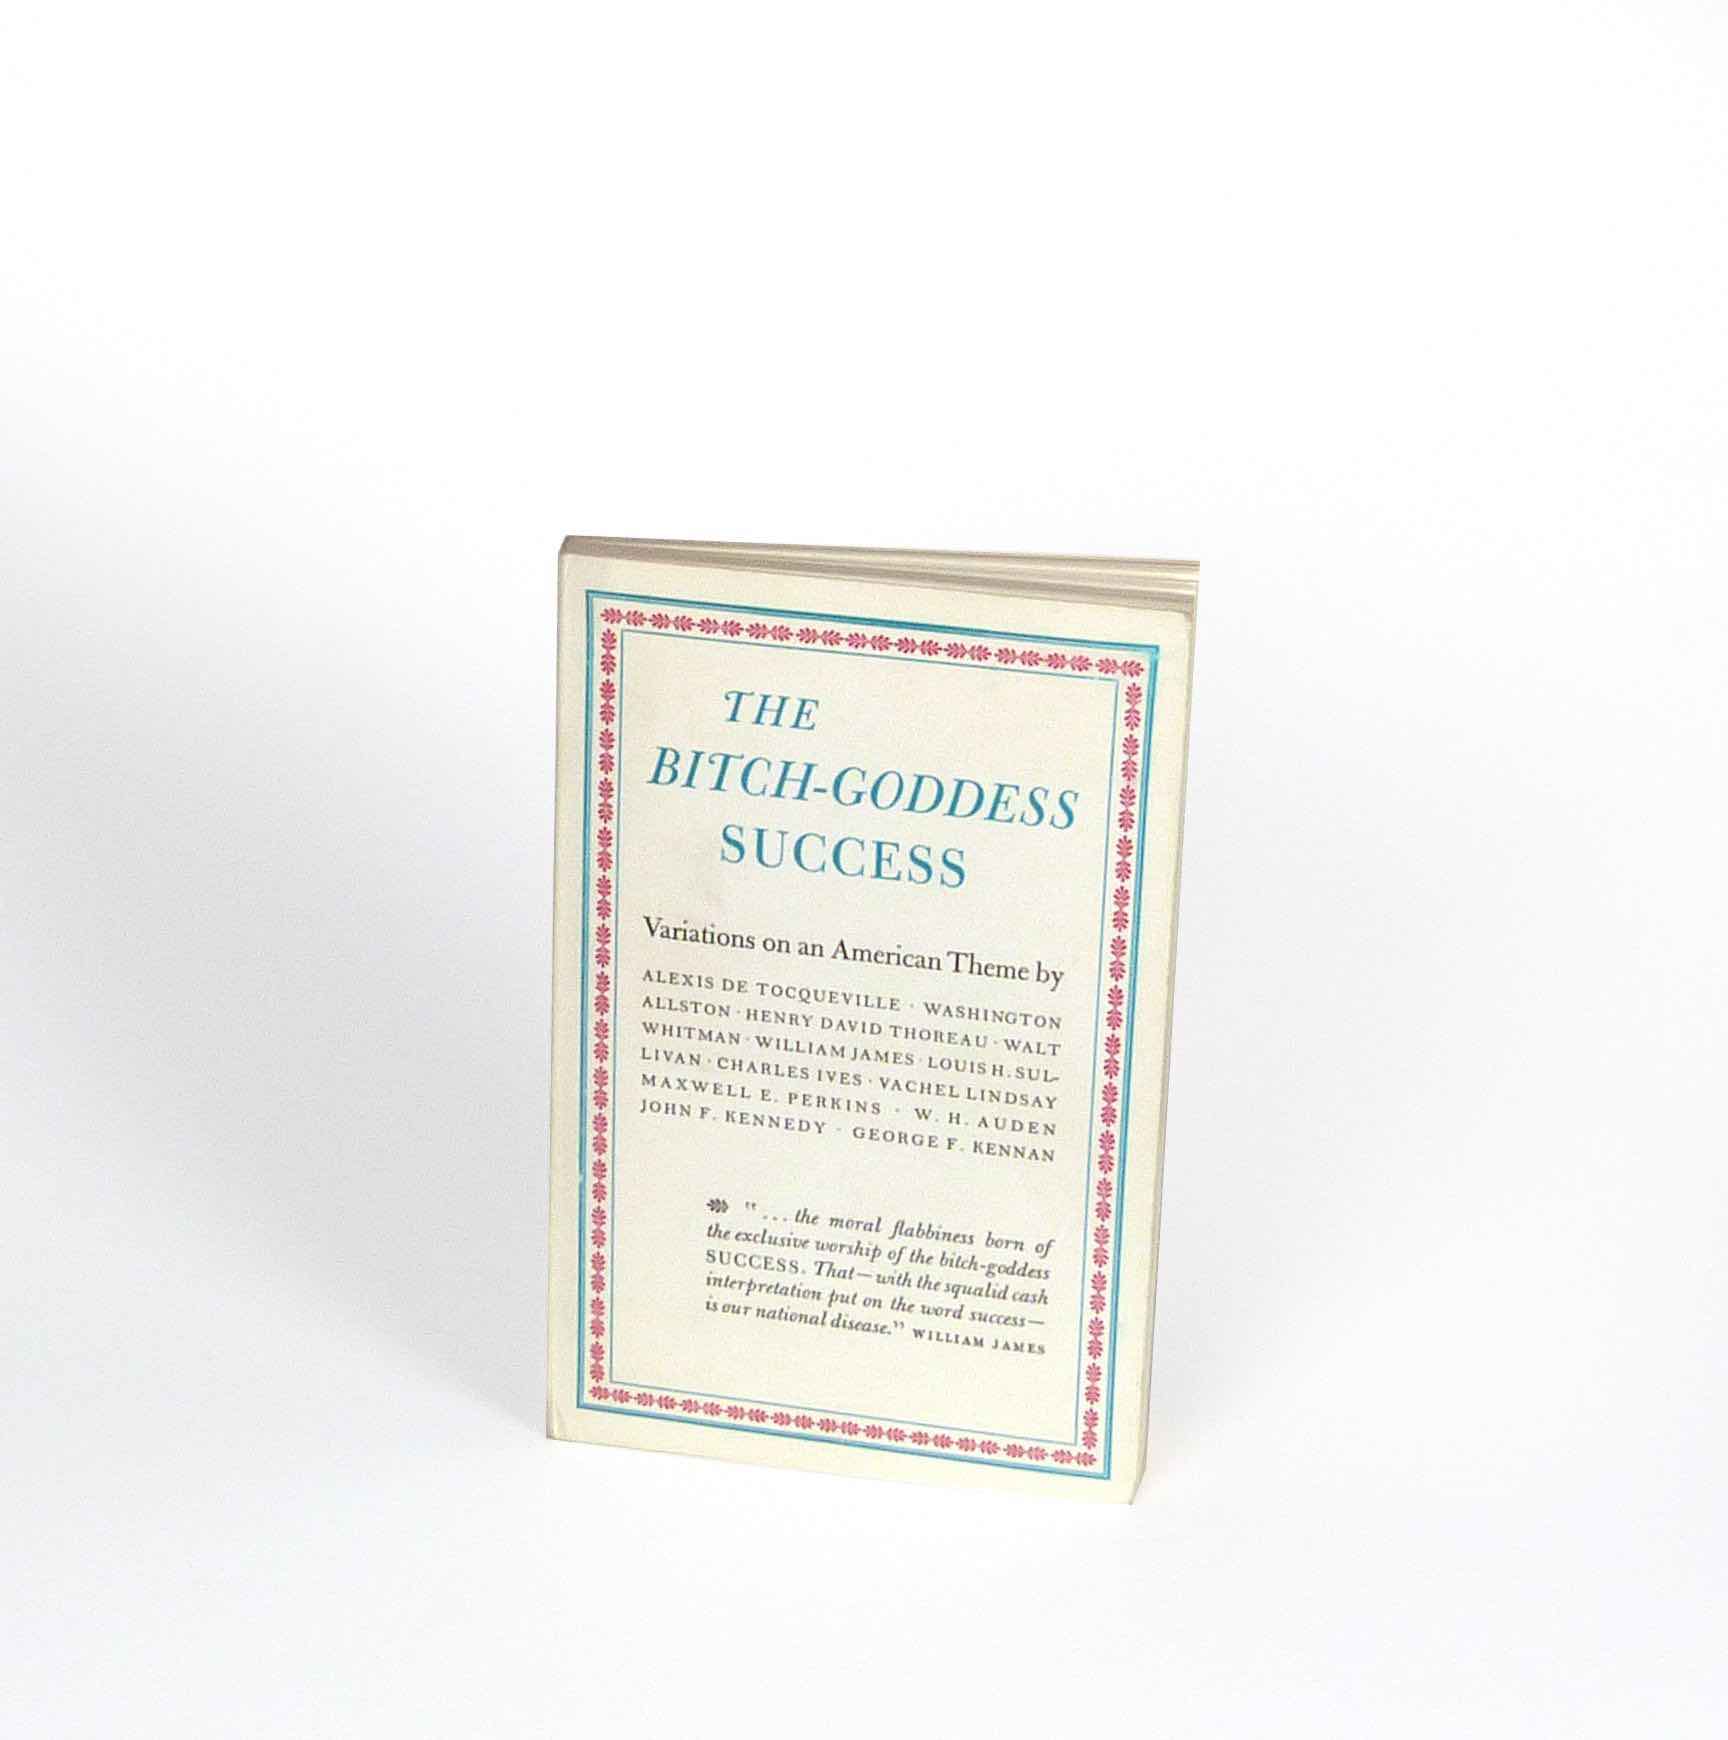 THE
BITCH-GODDESS
SUCCESS
Variations on an American Theme by
ALEXIS DE TOCQUEVILLE · WASHINGTON
ALLSTON · HENRY DAVID THOREAU · WALT
WHITMAN · WILLIAM JAMES · LOUIS H. SUL-
LIVAN · CHARLES IVES · VACHEL LINDSAY
MAXWELL E. PERKINS · W. H. AUDEN
JOHN F. KENNEDY · GEORGE F. KENNAN
"... the moral flabbiness born of
the exclusive worship of the bitch-goddess
SUCCESS. That—with the squalid cash
interpretation put on the word success—
is our national disease." WILLIAM JAMES